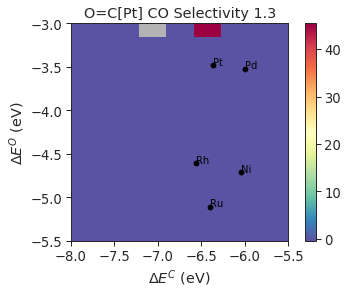 O=C[Pt] CO Selectivity 1.3
−3.0
−3.5
−4.0
−4.5
−5.0
−5.5
ΔE^O (eV)
Pt
Pd
Rh
Ni
Ru
40
30
20
10
0
−8.0 −7.5 −7.0 −6.5 −6.0 −5.5
ΔE^C (eV)